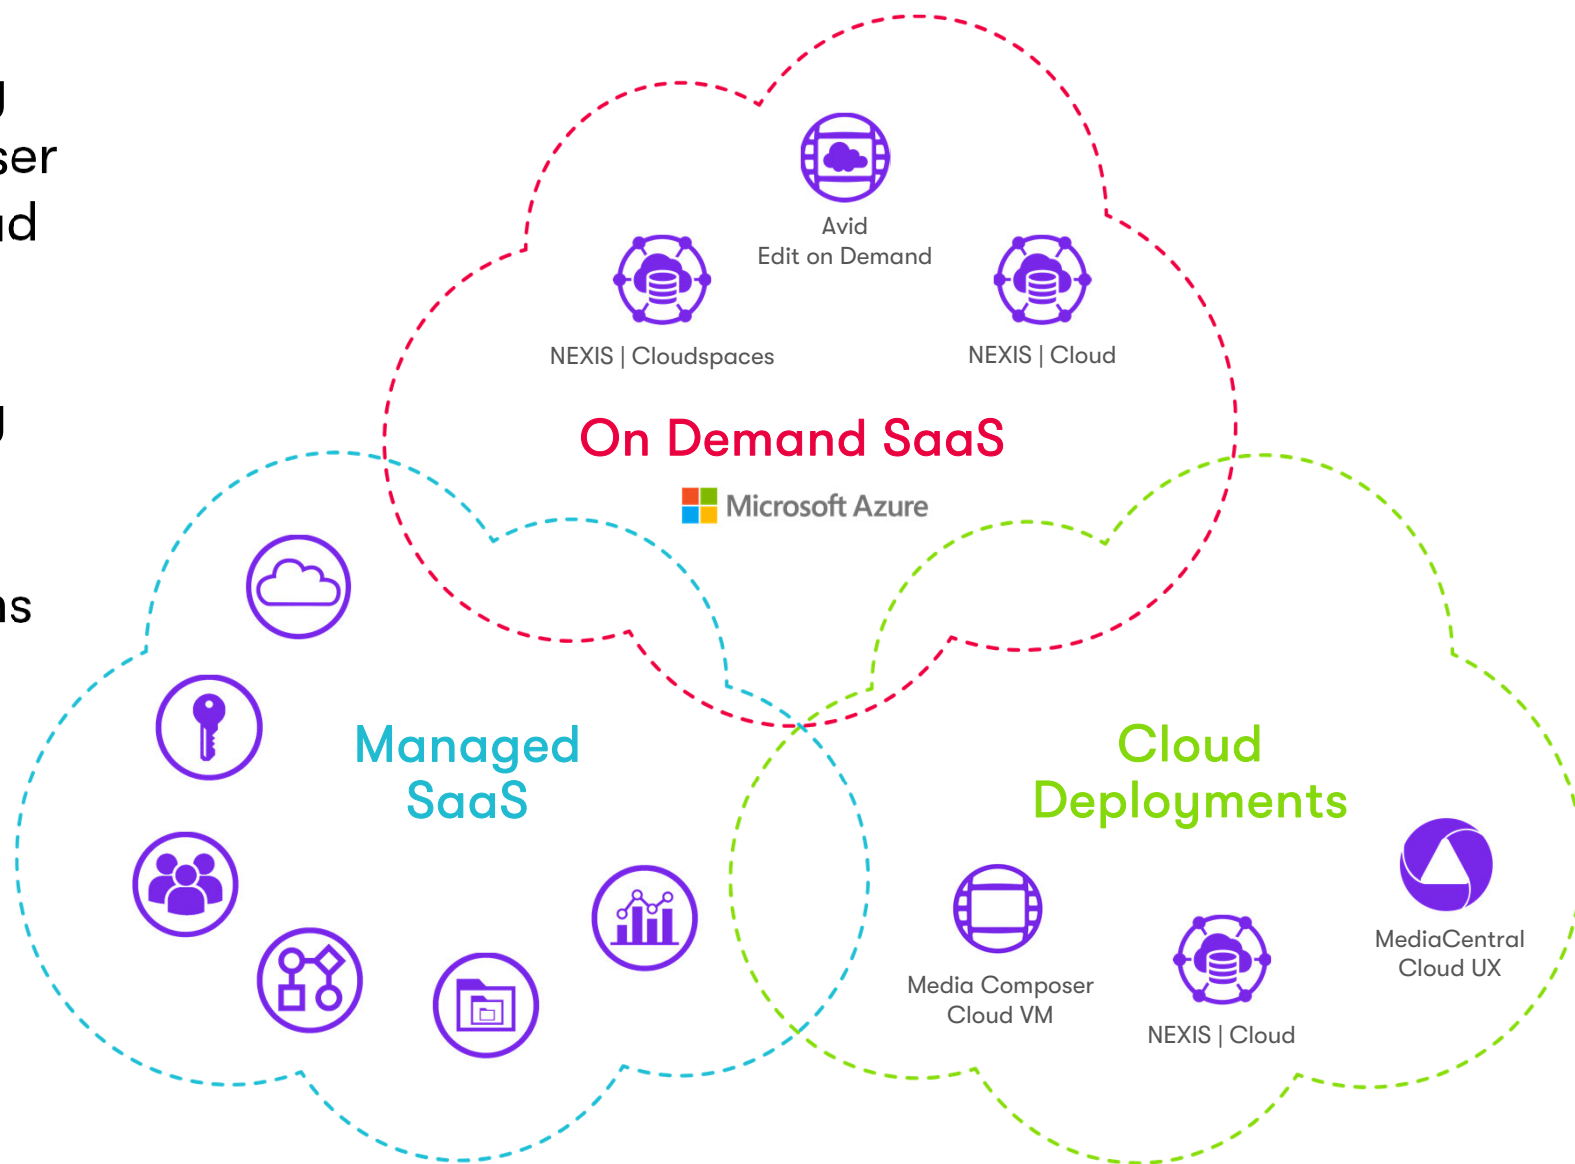 Avid
Edit on Demand
NEXIS | Cloudspaces
NEXIS | Cloud
On Demand SaaS
Microsoft Azure
Managed
SaaS
Cloud
Deployments
Media Composer
Cloud VM
NEXIS | Cloud
MediaCentral
Cloud UX